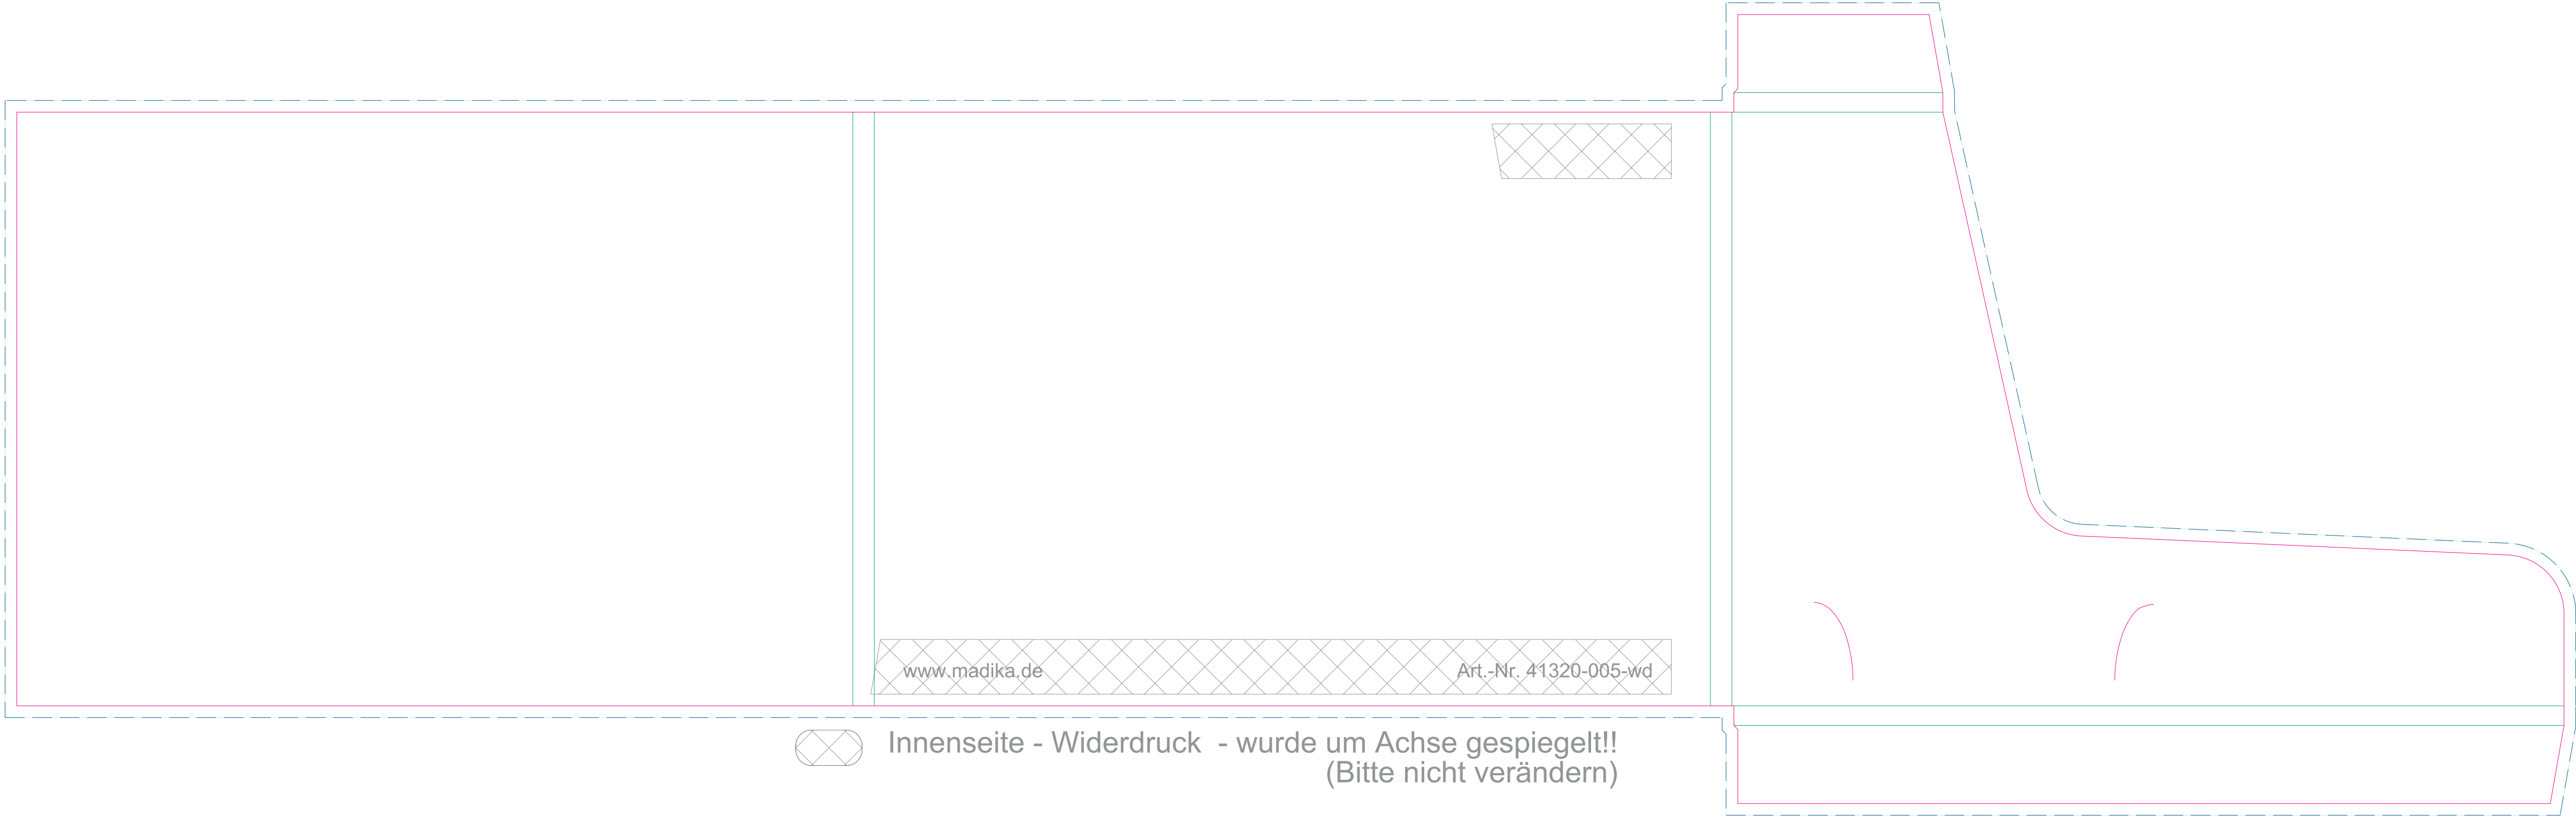 www.madika.de Art.-Nr. 41320-005-wd
Innenseite - Widerdruck - wurde um Achse gespiegelt!!
(Bitte nicht verändern)